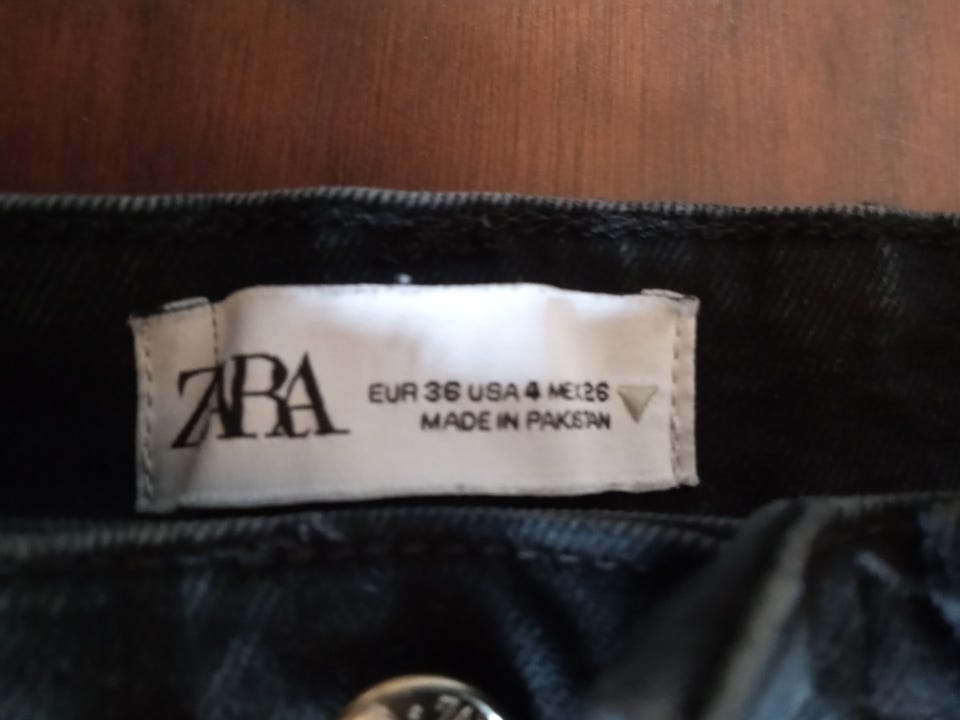 ZARA
EUR 36 USA 4 MEX 26
MADE IN PAKISTAN